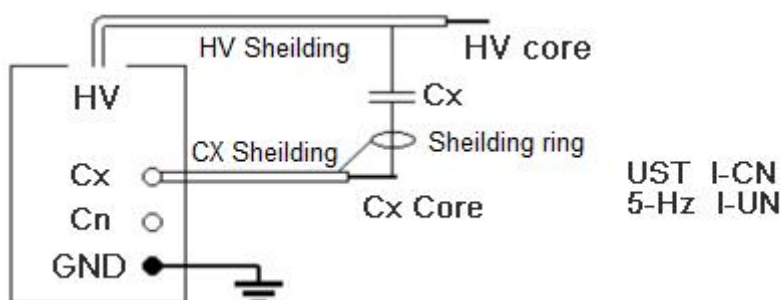 HV Sheilding
HV core
HV
Cx
CX Sheilding
Sheilding ring
Cx
Cx Core
UST I-CN
5-Hz I-UN
Cn
GND